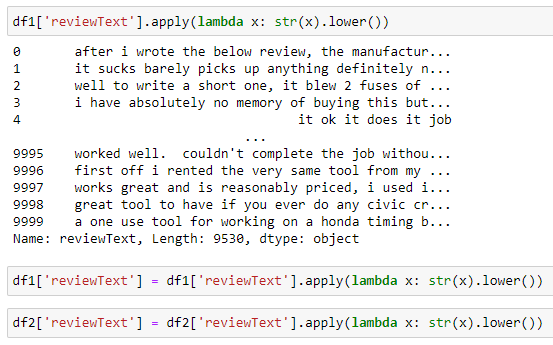 df1['reviewText'].apply(lambda x: str(x).lower())
0       after i wrote the below review, the manufactur...
1       it sucks barely picks up anything definitely n...
2       well to write a short one, it blew 2 fuses of ...
3       i have absolutely no memory of buying this but...
4                                    it ok it does it job
                              ...
9995    worked well.  couldn't complete the job withou...
9996    first off i rented the very same tool from my ...
9997    works great and is reasonably priced, i used i...
9998    great tool to have if you ever do any civic cr...
9999    a one use tool for working on a honda timing b...
Name: reviewText, Length: 9530, dtype: object
df1['reviewText'] = df1['reviewText'].apply(lambda x: str(x).lower())
df2['reviewText'] = df2['reviewText'].apply(lambda x: str(x).lower())